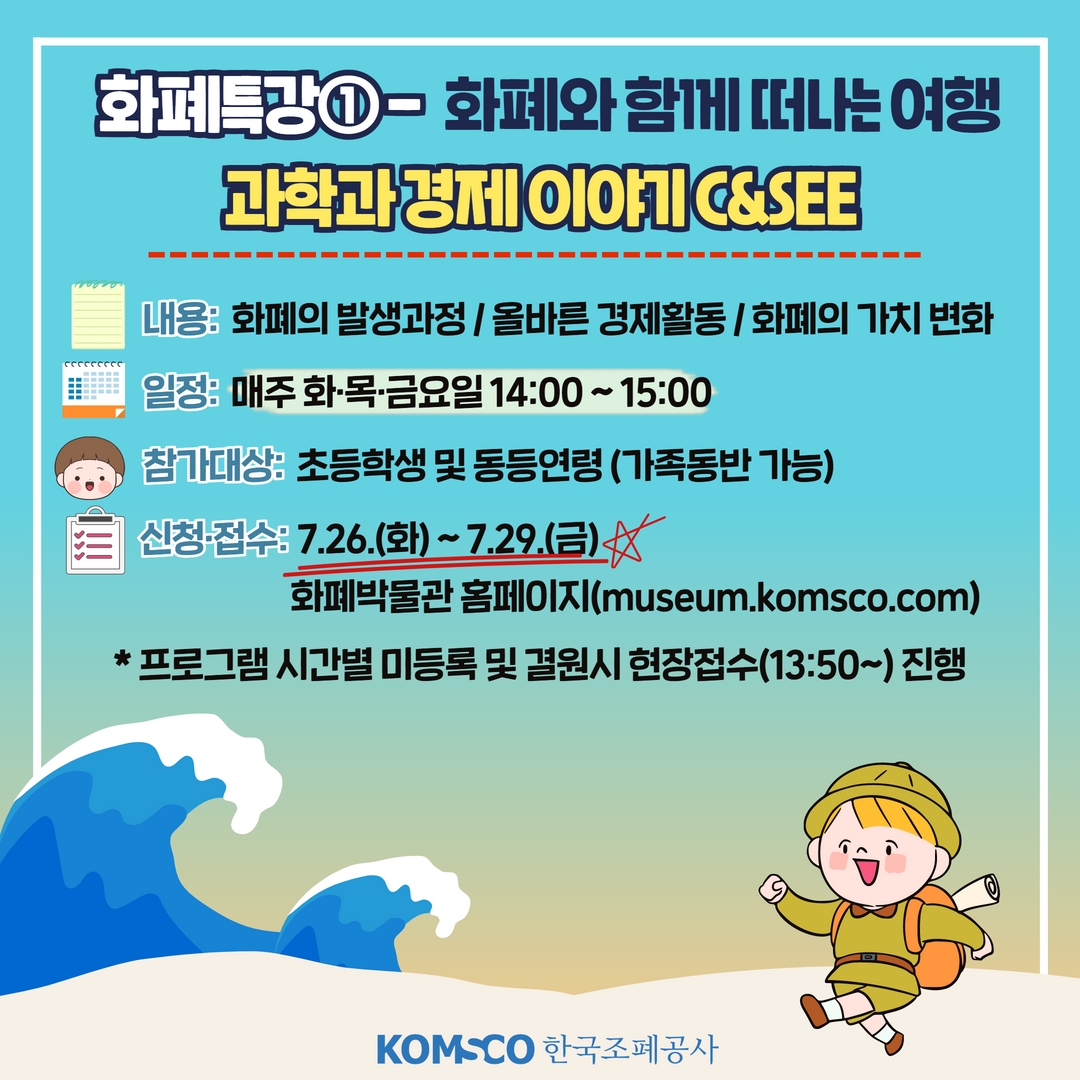 화폐특강①- 화폐와 함께 떠나는 여행
과학과 경제 이야기 C&SEE
내용: 화폐의 발생과정 / 올바른 경제활동 / 화폐의 가치 변화
일정: 매주 화·목·금요일 14:00 ~ 15:00
참가대상: 초등학생 및 동등연령 (가족동반 가능)
신청·접수: 7.26.(화) ~ 7.29.(금)
화폐박물관 홈페이지(museum.komsco.com)
* 프로그램 시간별 미등록 및 결원시 현장접수(13:50~) 진행
KOMSCO 한국조폐공사